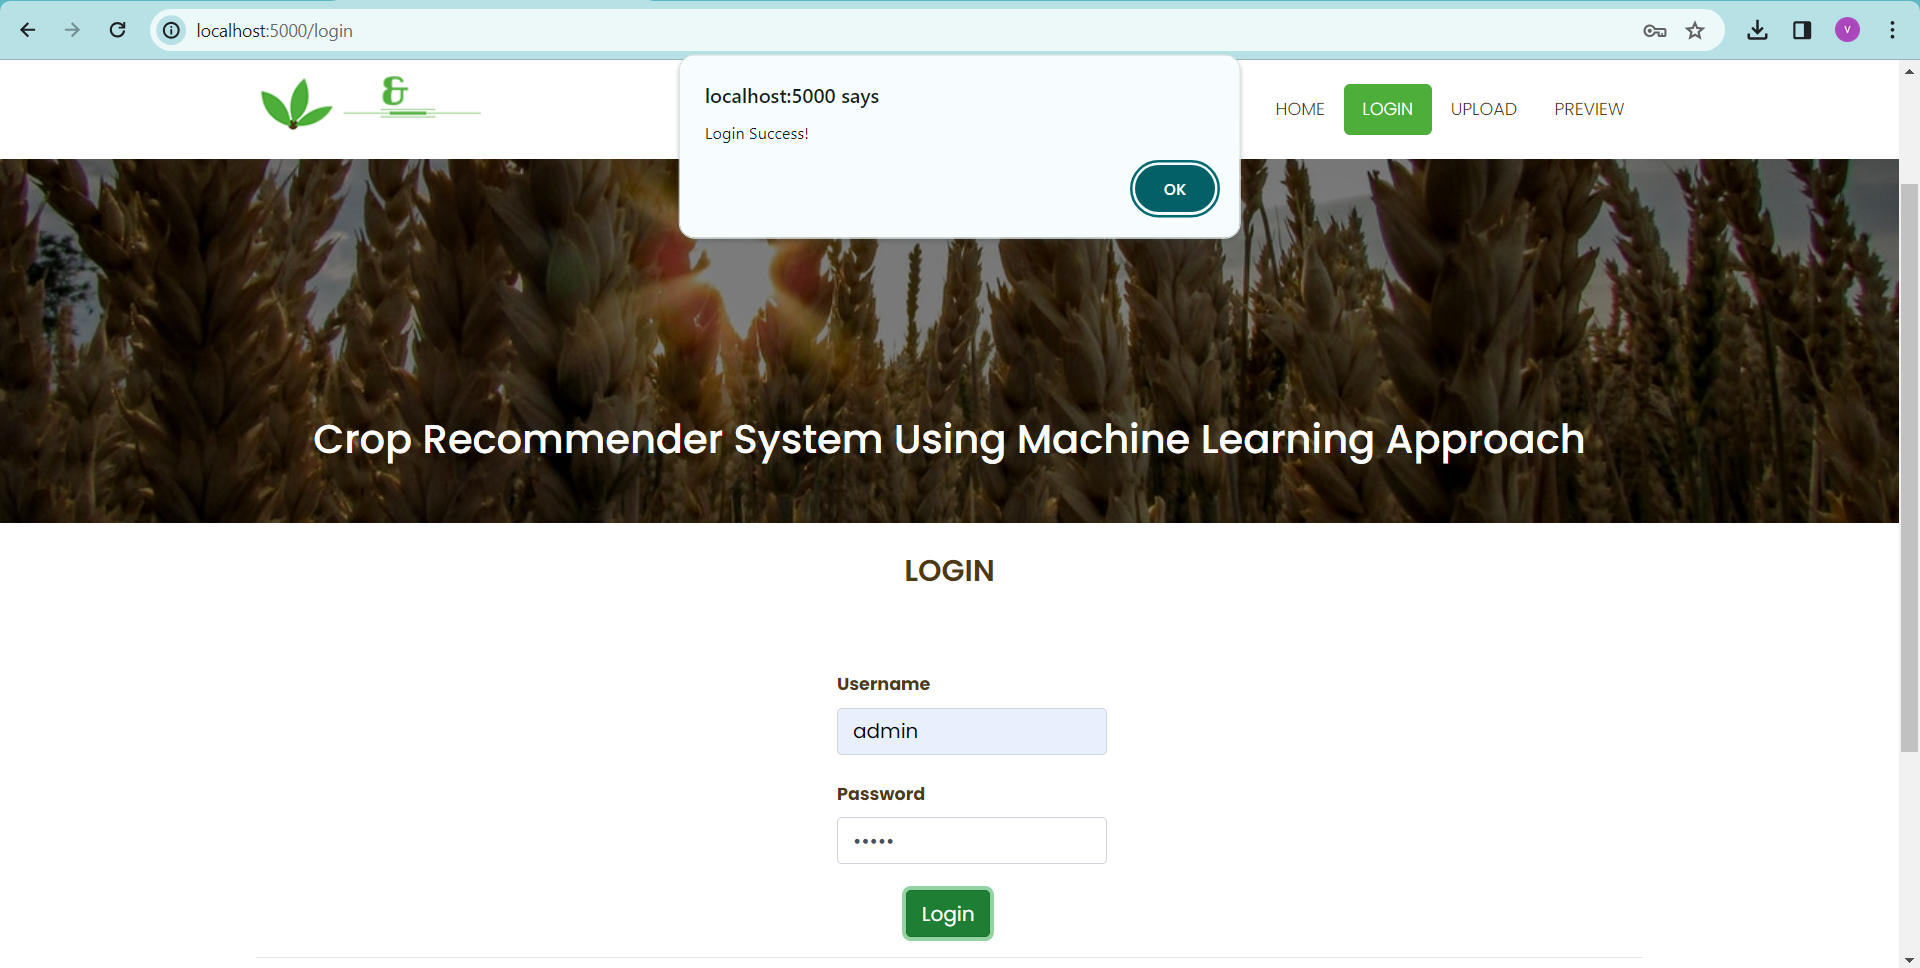 localhost:5000/login
V
localhost:5000 says
Login Success!
OK
&
HOME LOGIN UPLOAD PREVIEW
Crop Recommender System Using Machine Learning Approach
LOGIN
Username
admin
Password
•••••
Login